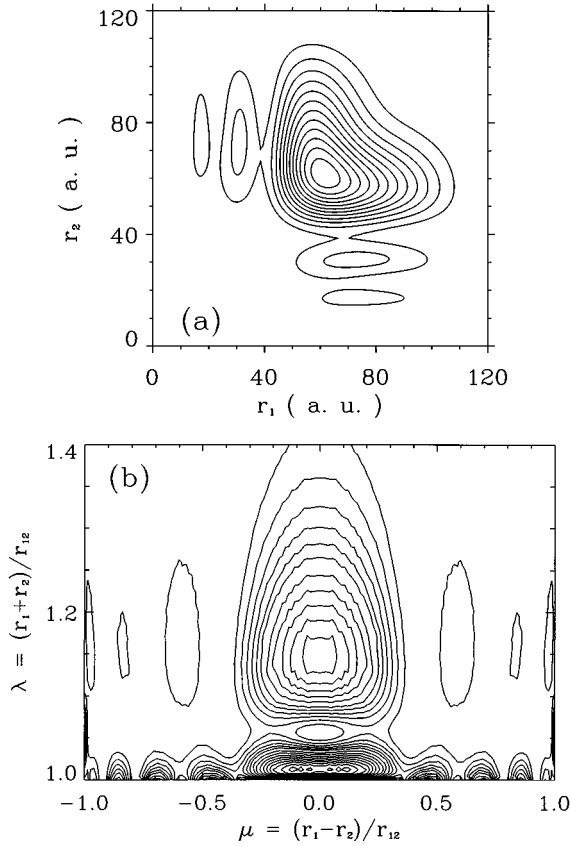 120
80
40
0
r₂ ( a. u. )
(a)
0 40 80 120
r₁ ( a. u. )
1.4
1.2
1.0
λ = (r₁+r₂)/r₁₂
(b)
−1.0 −0.5 0.0 0.5 1.0
μ = (r₁−r₂)/r₁₂